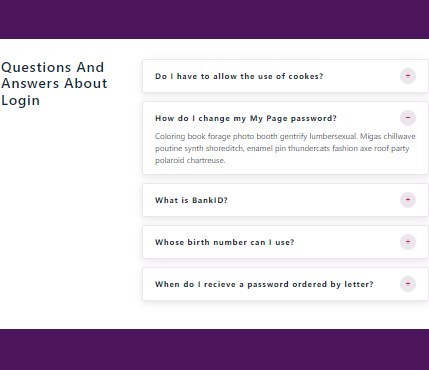 Questions And
Answers About
Login
Do I have to allow the use of cookes?
+
How do I change my My Page password?
−
Coloring book forage photo booth gentrify lumbersexual. Migas chillwave
poutine synth shoreditch, enamel pin thundercats fashion axe roof party
polaroid chartreuse.
What is BankID?
+
Whose birth number can I use?
+
When do I recieve a password ordered by letter?
+